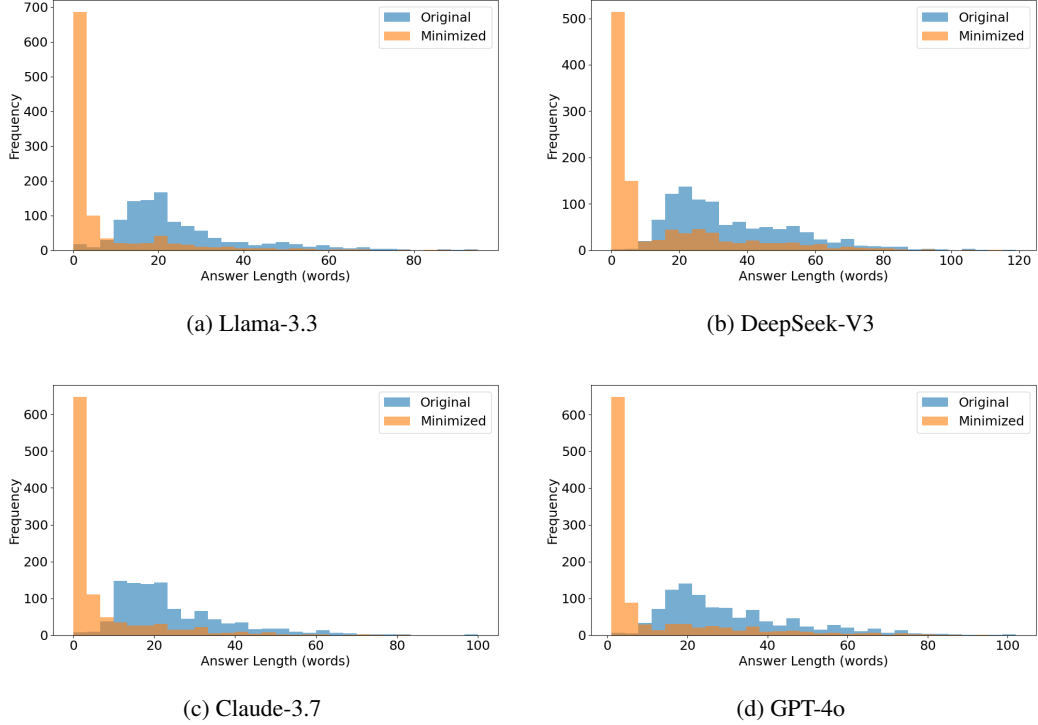 700
600
500
400
300
200
100
0
Frequency
0
20
40
60
80
Answer Length (words)
Original
Minimized
(a) Llama-3.3
500
400
300
200
100
0
Frequency
0
20
40
60
80
100
120
Answer Length (words)
Original
Minimized
(b) DeepSeek-V3
600
500
400
300
200
100
0
Frequency
0
20
40
60
80
100
Answer Length (words)
Original
Minimized
(c) Claude-3.7
600
500
400
300
200
100
0
Frequency
0
20
40
60
80
100
Answer Length (words)
Original
Minimized
(d) GPT-4o